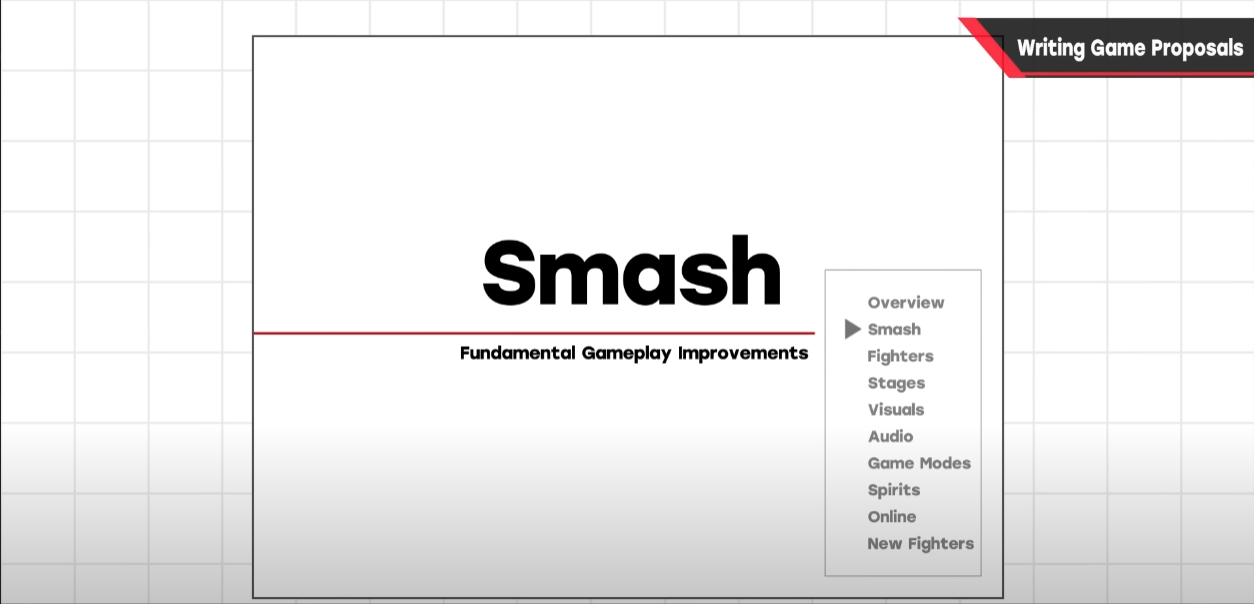 Writing Game Proposals
Smash
Fundamental Gameplay Improvements
Overview
Smash
Fighters
Stages
Visuals
Audio
Game Modes
Spirits
Online
New Fighters